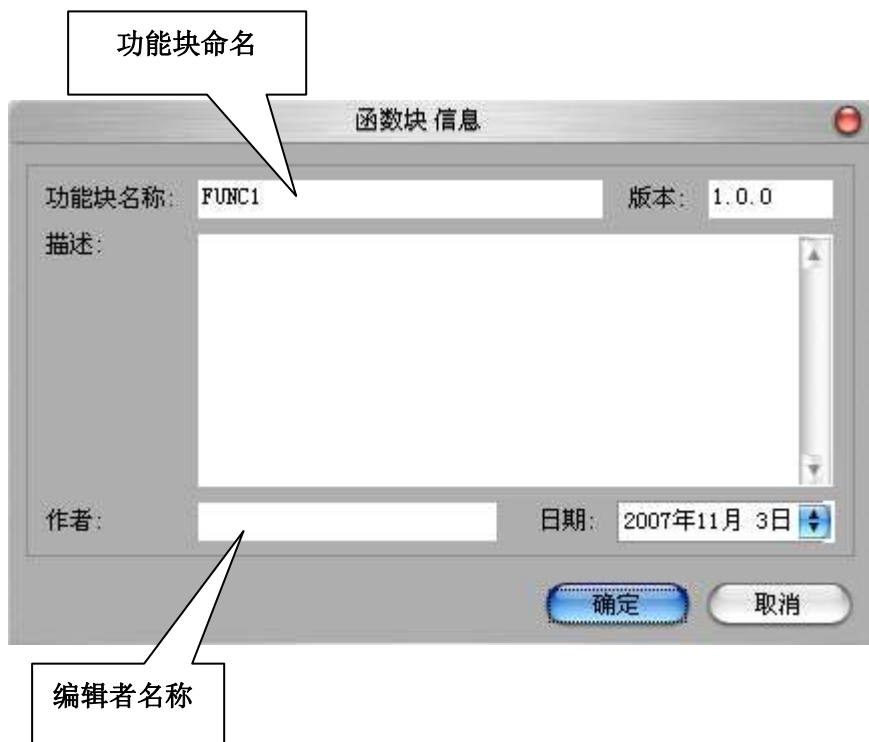 功能块命名
函数块 信息
功能块名称: FUNC1 版本: 1.0.0
描述:
作者: 日期: 2007年11月 3日
确定 取消
编辑者名称